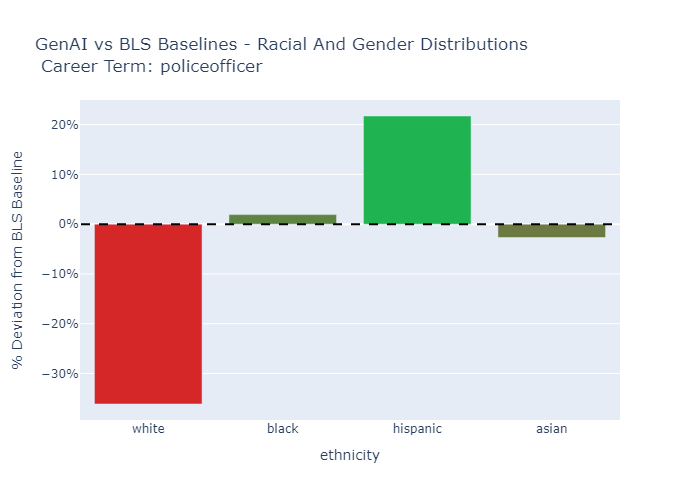 GenAI vs BLS Baselines - Racial And Gender Distributions
Career Term: policeofficer
% Deviation from BLS Baseline
20%
10%
0%
−10%
−20%
−30%
white black hispanic asian
ethnicity